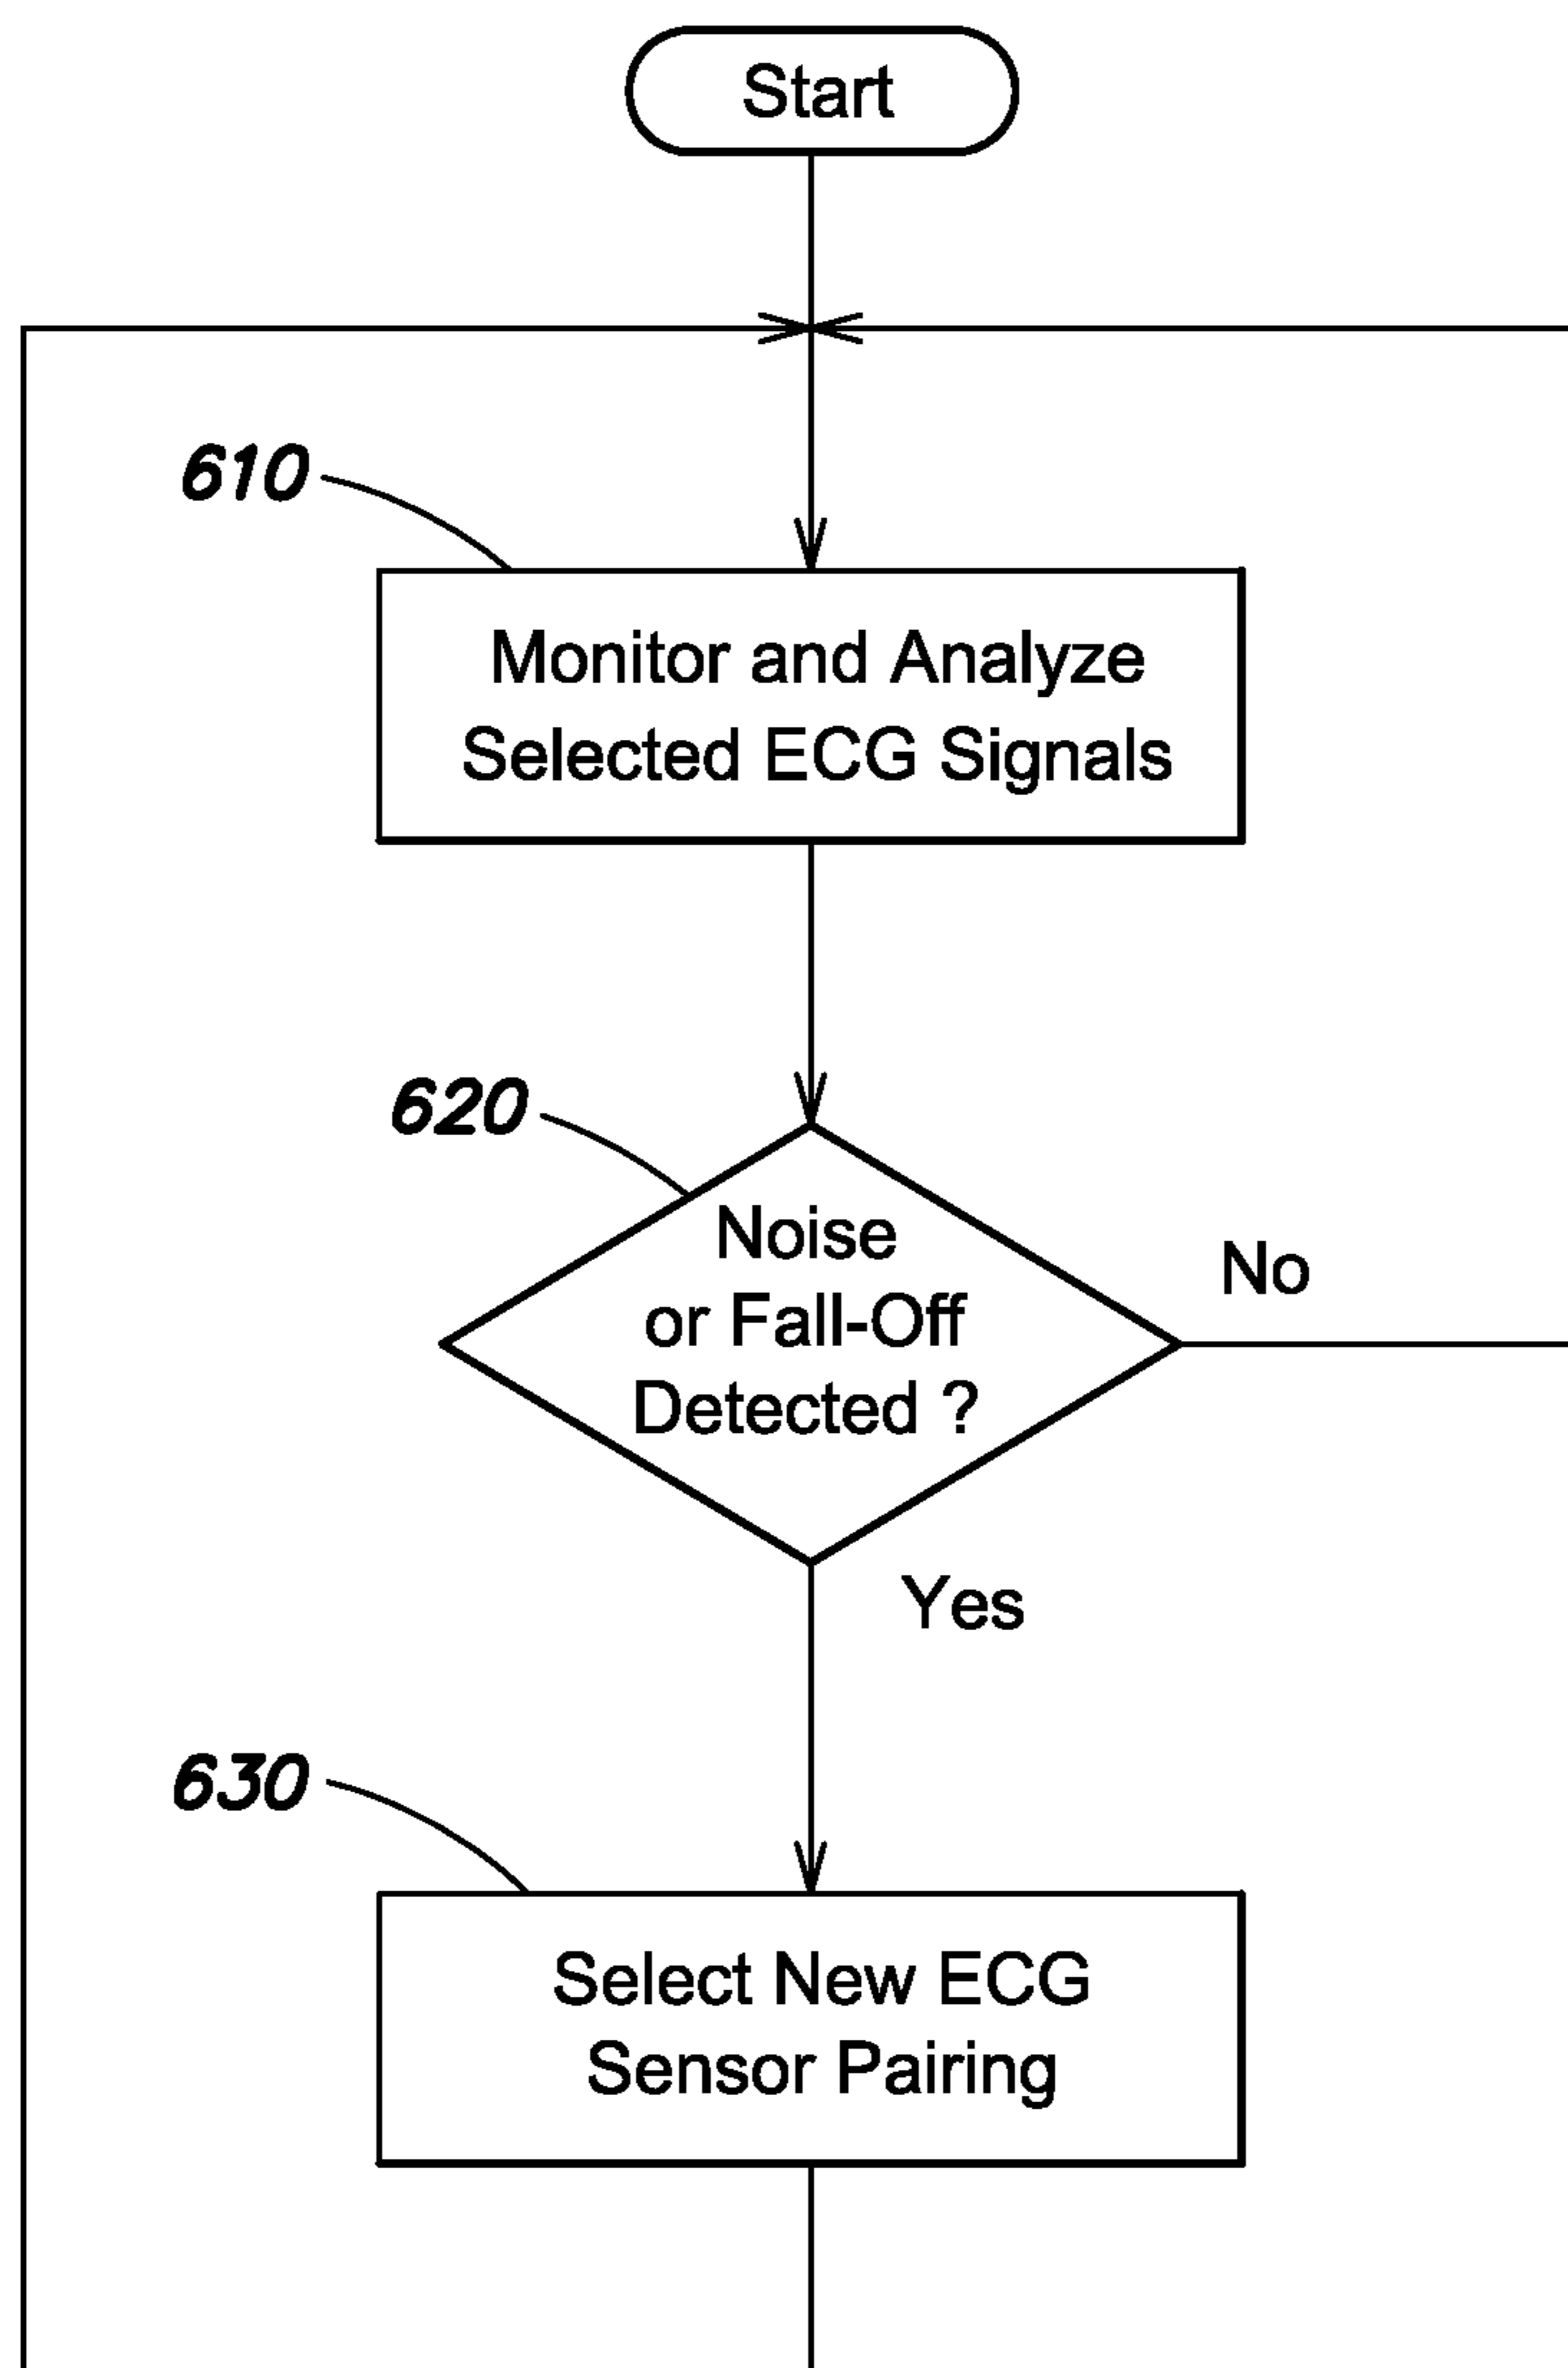 Start
610
Monitor and Analyze
Selected ECG Signals
620
Noise
or Fall-Off
Detected ?
No
Yes
630
Select New ECG
Sensor Pairing